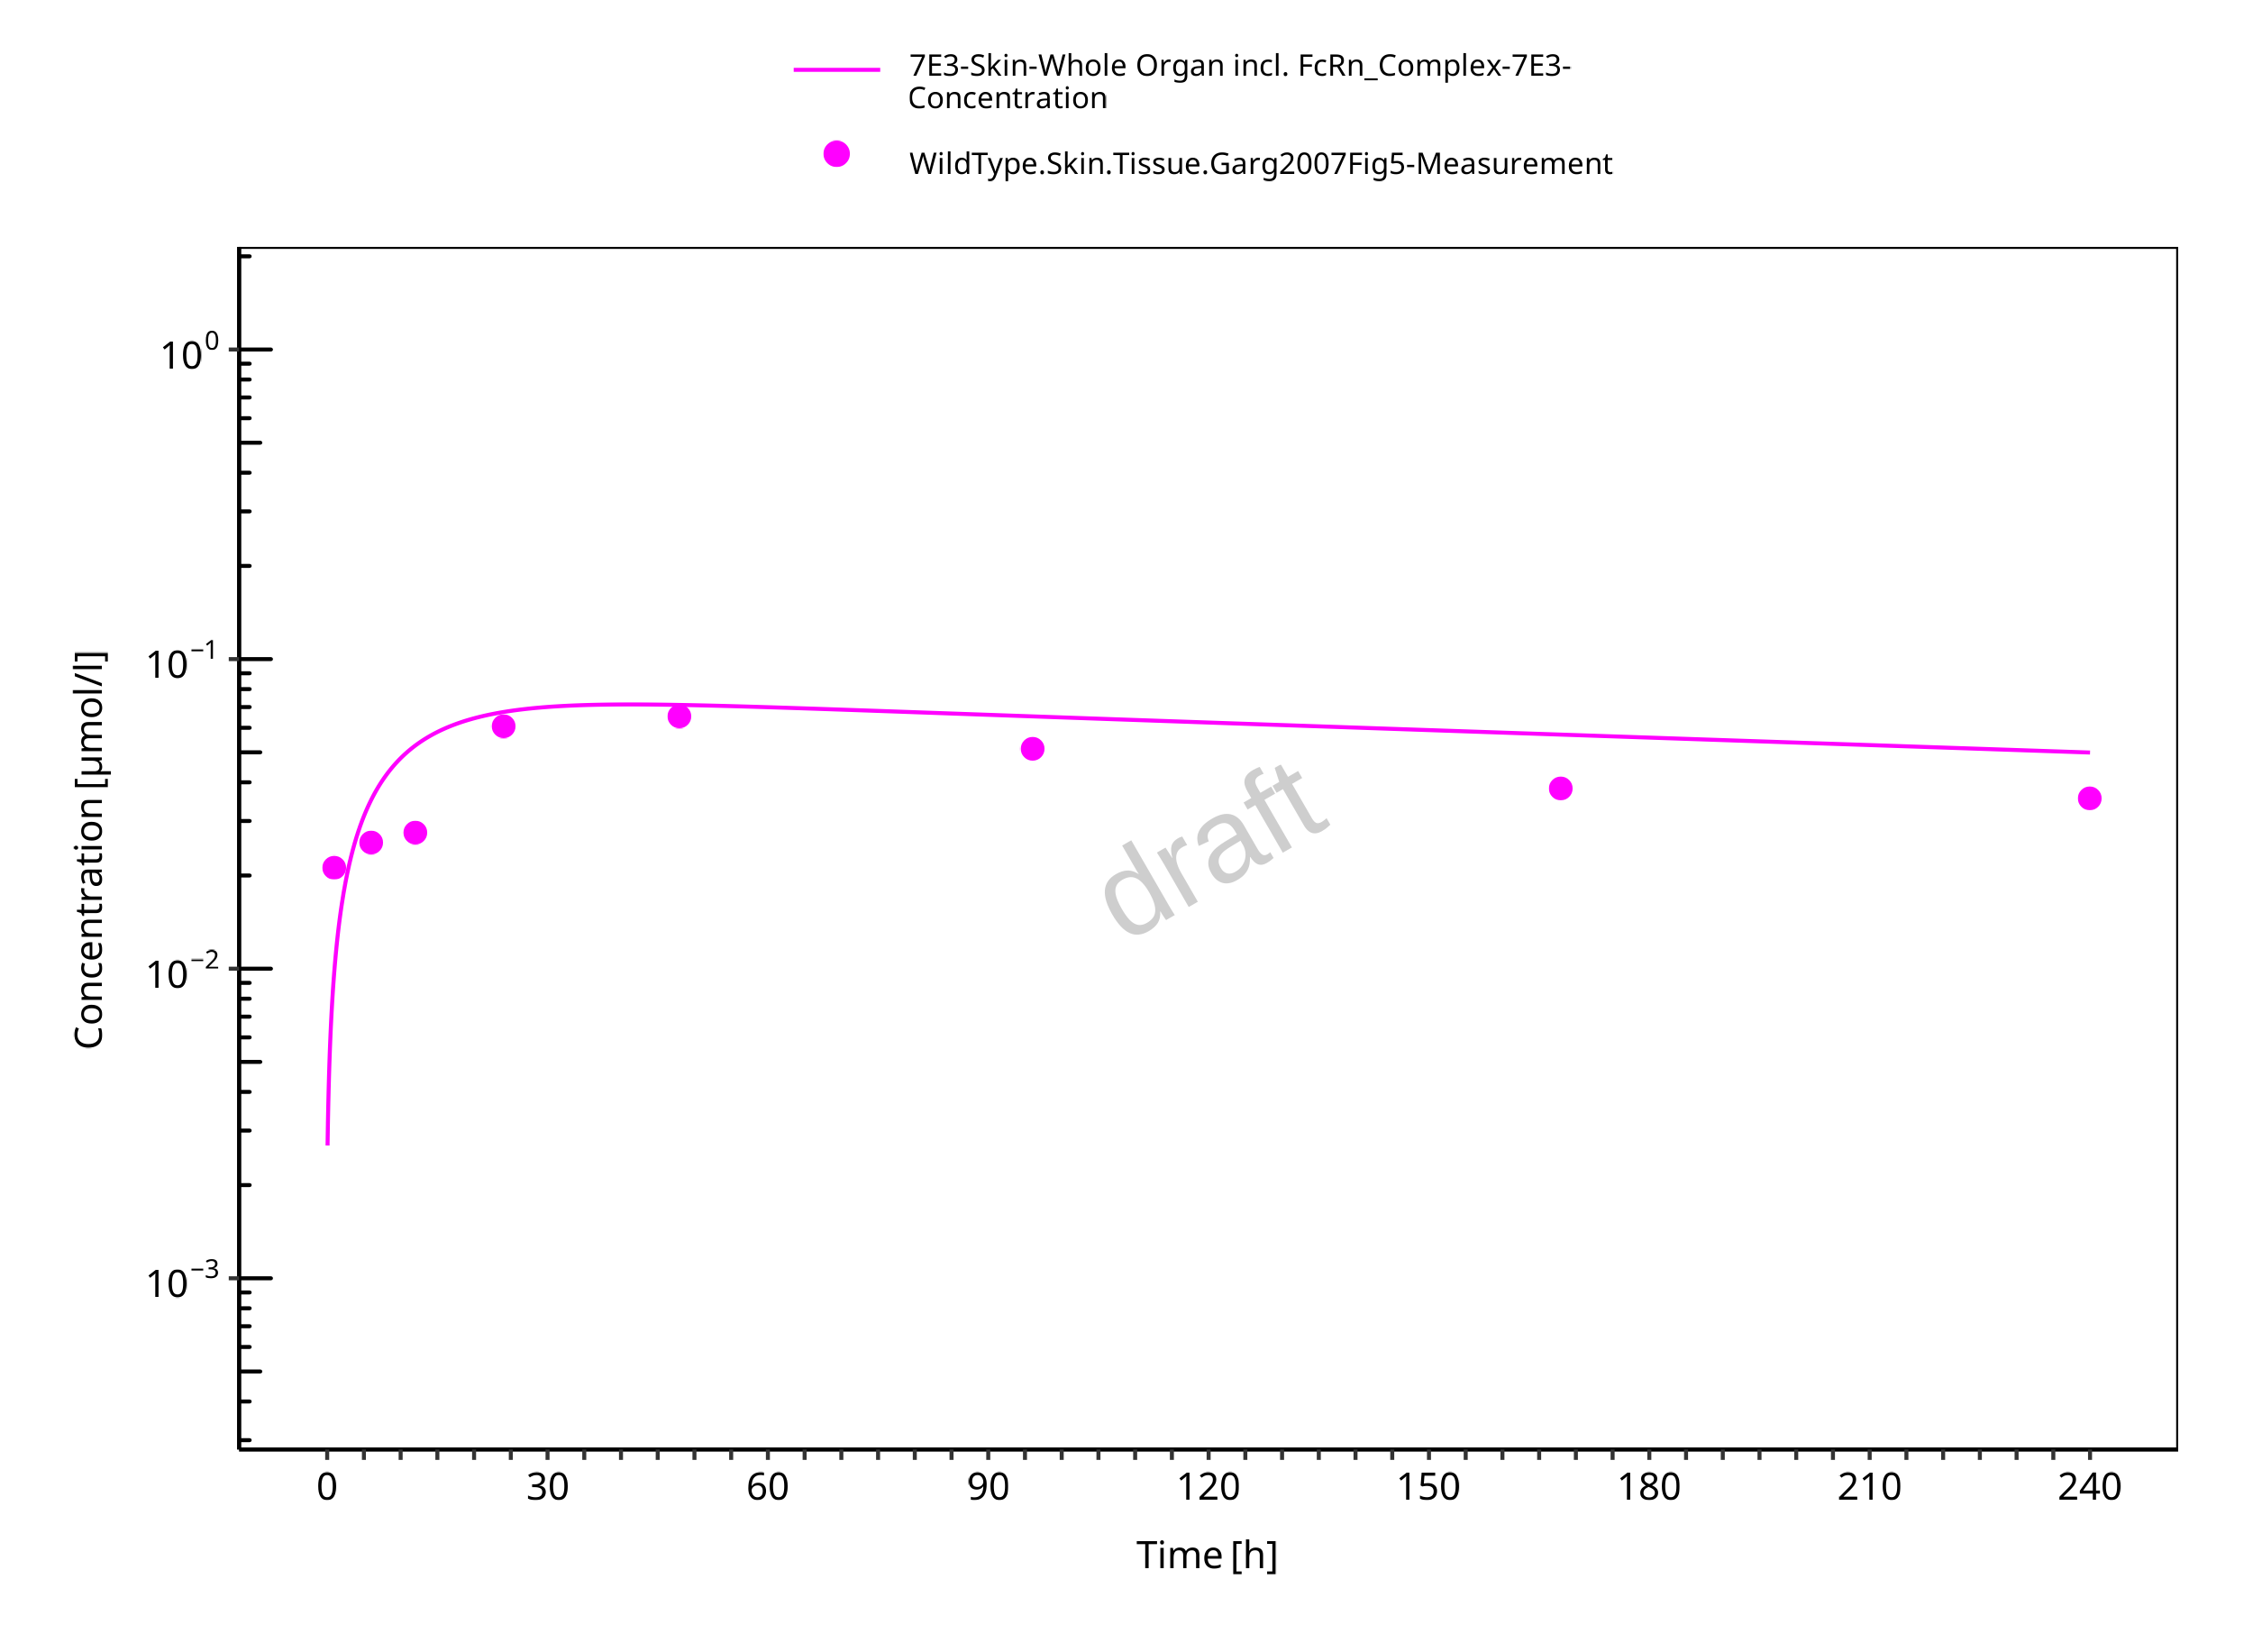 7E3-Skin-Whole Organ incl. FcRn_Complex-7E3-
Concentration
WildType.Skin.Tissue.Garg2007Fig5-Measurement
10⁰
10⁻¹
10⁻²
10⁻³
Concentration [µmol/l]
draft
0 30 60 90 120 150 180 210 240
Time [h]